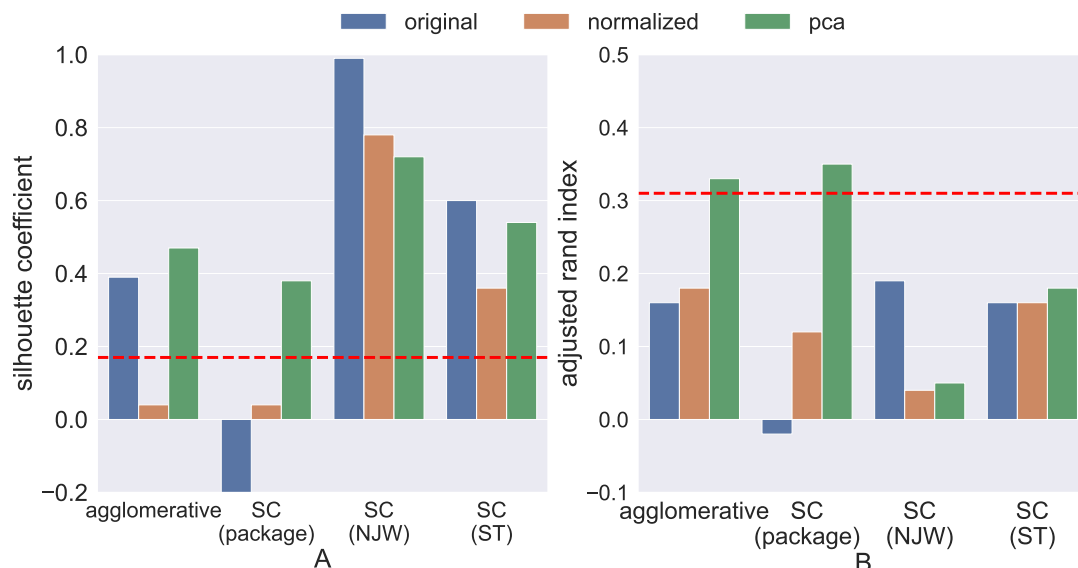 original normalized pca
silhouette coefficient
1.0
0.8
0.6
0.4
0.2
0.0
−0.2
agglomerative
SC
(package)
SC
(NJW)
SC
(ST)
A
adjusted rand index
0.5
0.4
0.3
0.2
0.1
0.0
−0.1
agglomerative
SC
(package)
SC
(NJW)
SC
(ST)
B